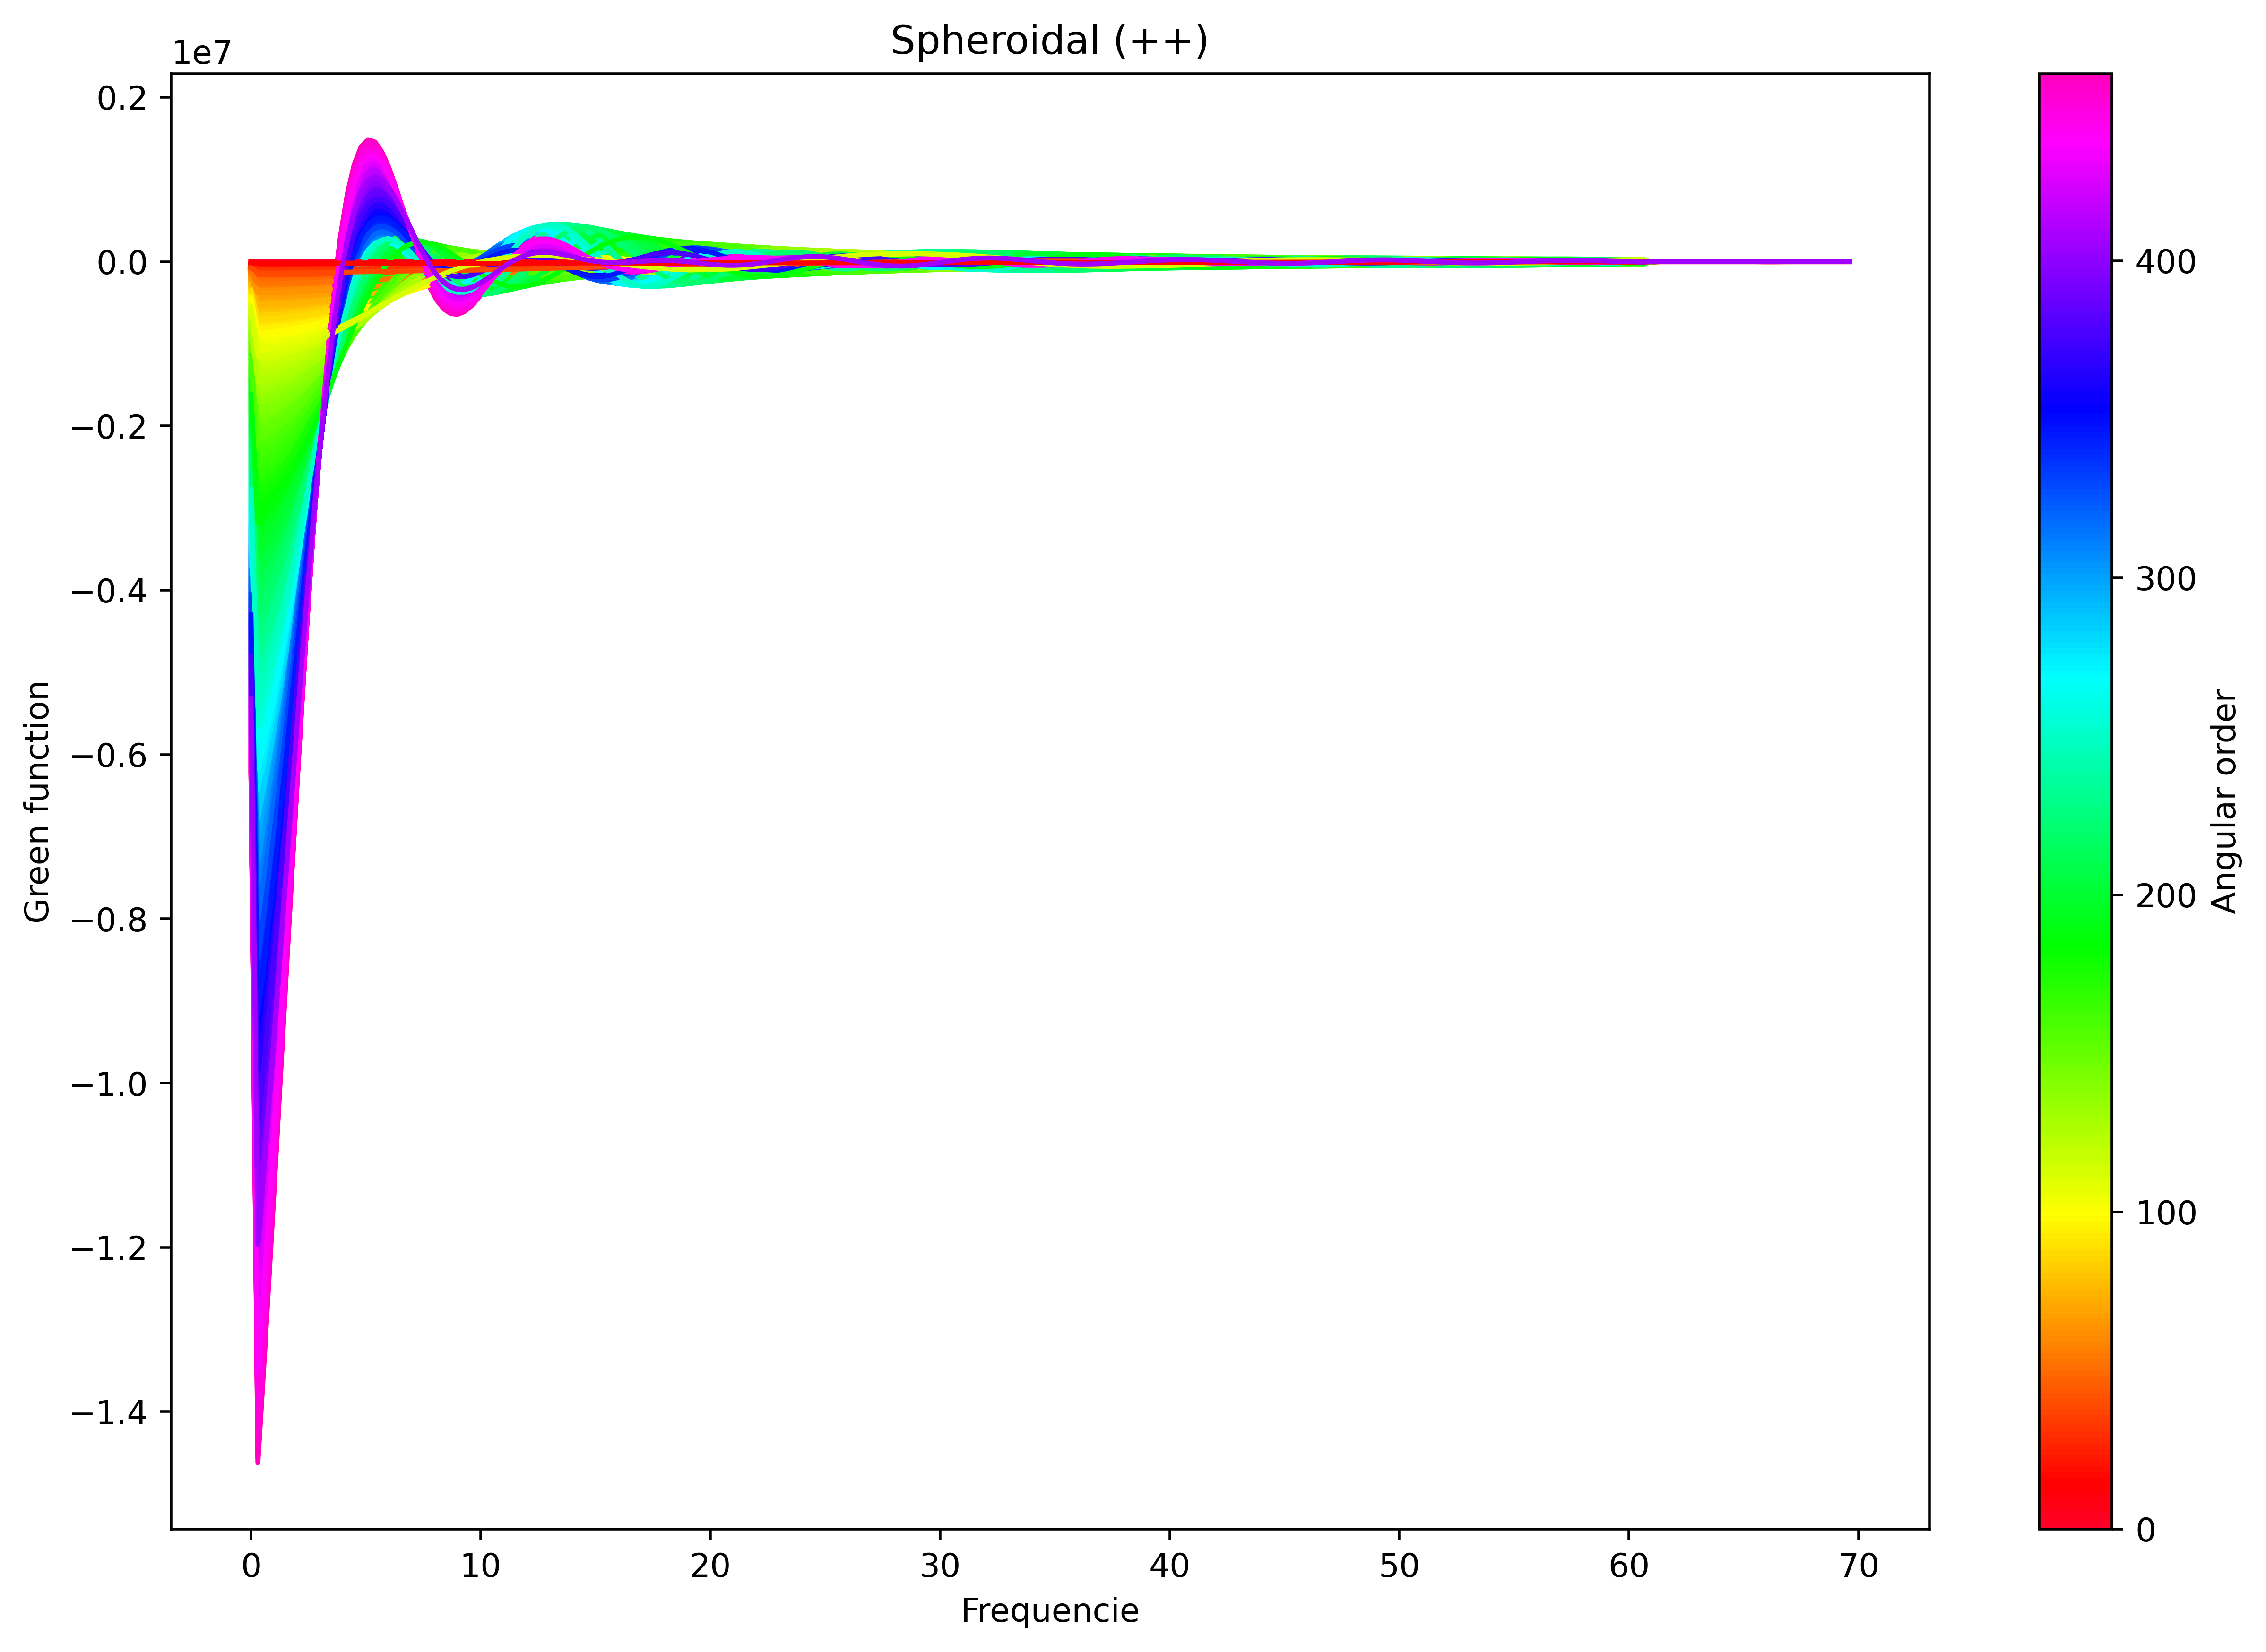 Spheroidal (++)
1e7
0.2
0.0
−0.2
−0.4
−0.6
−0.8
−1.0
−1.2
−1.4
Green function
0 10 20 30 40 50 60 70
Frequencie
400
300
200
100
0
Angular order